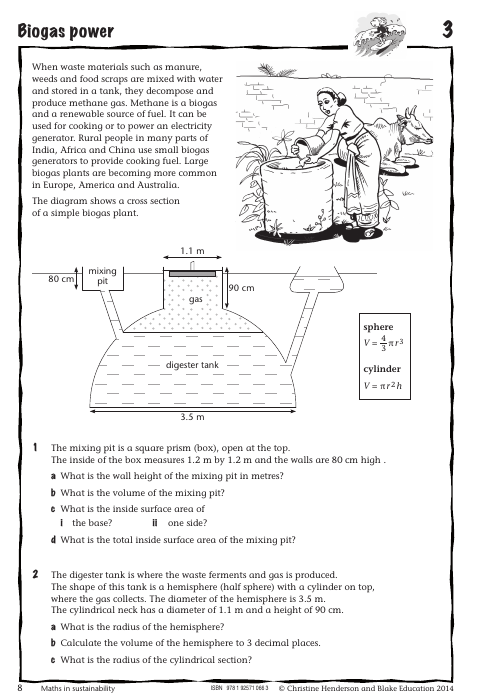 Biogas power
3
When waste materials such as manure,
weeds and food scraps are mixed with water
and stored in a tank, they decompose and
produce methane gas. Methane is a biogas
and a renewable source of fuel. It can be
used for cooking or to power an electricity
generator. Rural people in many parts of
India, Africa and China use small biogas
generators to provide cooking fuel. Large
biogas plants are becoming more common
in Europe, America and Australia.
The diagram shows a cross section
of a simple biogas plant.
1.1 m
80 cm
mixing
pit
90 cm
gas
digester tank
3.5 m
sphere
V = 4/3 πr³
cylinder
V = πr²h
1 The mixing pit is a square prism (box), open at the top.
The inside of the box measures 1.2 m by 1.2 m and the walls are 80 cm high .
a What is the wall height of the mixing pit in metres?
b What is the volume of the mixing pit?
c What is the inside surface area of
i the base? ii one side?
d What is the total inside surface area of the mixing pit?
2 The digester tank is where the waste ferments and gas is produced.
The shape of this tank is a hemisphere (half sphere) with a cylinder on top,
where the gas collects. The diameter of the hemisphere is 3.5 m.
The cylindrical neck has a diameter of 1.1 m and a height of 90 cm.
a What is the radius of the hemisphere?
b Calculate the volume of the hemisphere to 3 decimal places.
c What is the radius of the cylindrical section?
8 Maths in sustainability ISBN 978 1 92571 066 3 © Christine Henderson and Blake Education 2014